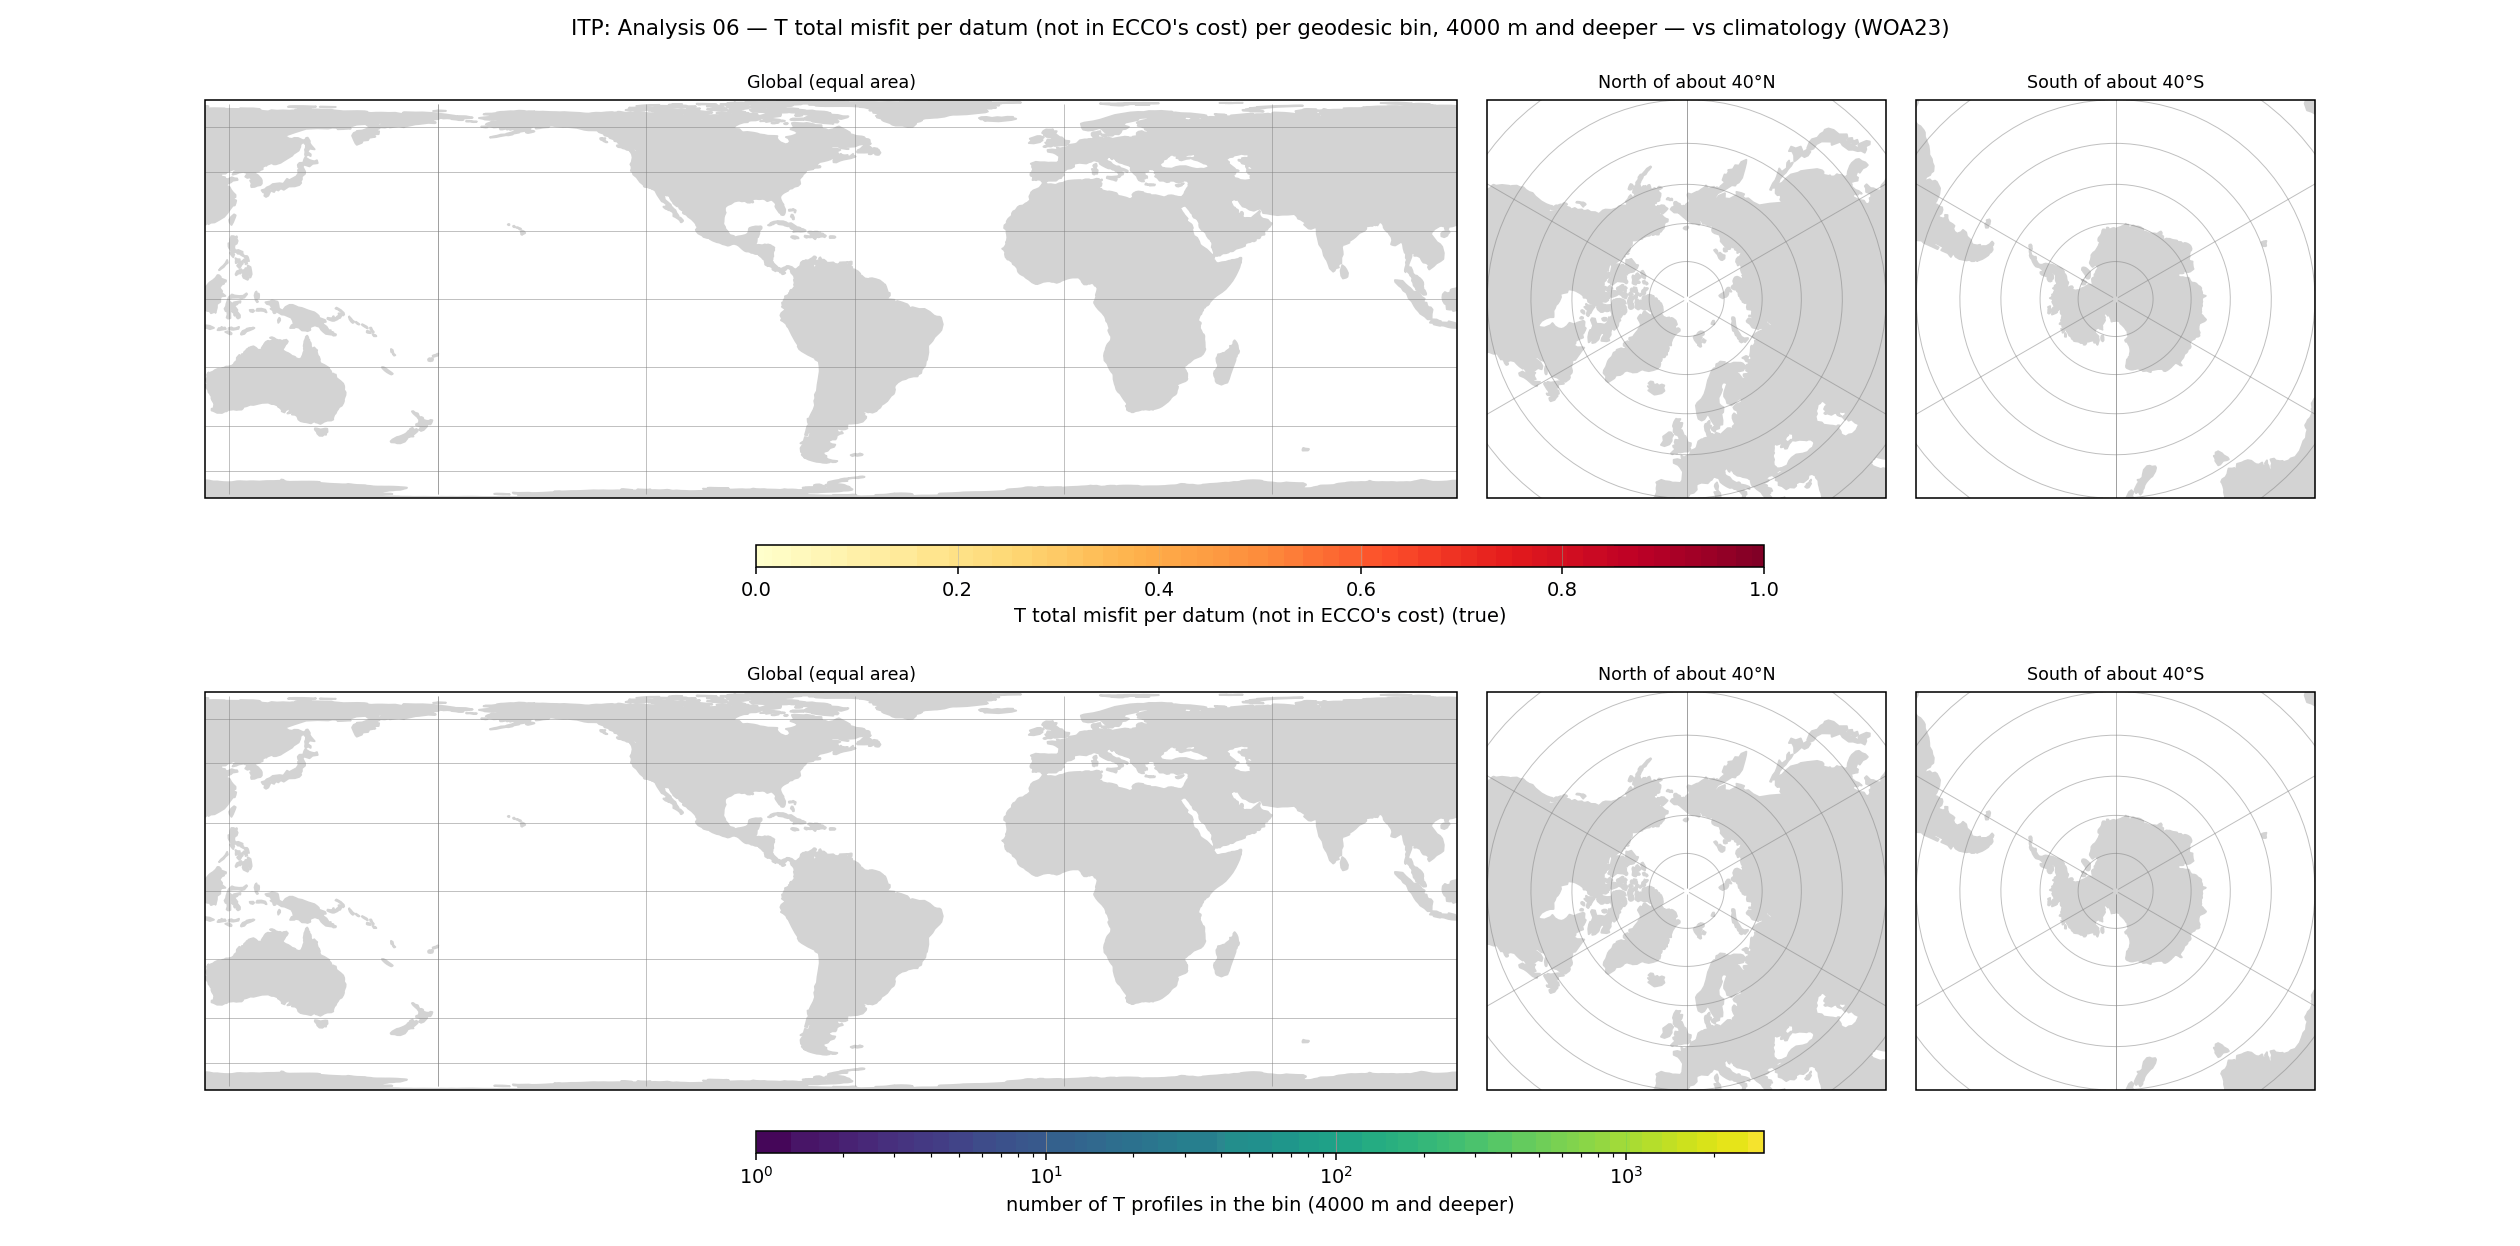 ITP: Analysis 06 — T total misfit per datum (not in ECCO's cost) per geodesic bin, 4000 m and deeper — vs climatology (WOA23)
Global (equal area)
North of about 40°N
South of about 40°S
0.0 0.2 0.4 0.6 0.8 1.0
T total misfit per datum (not in ECCO's cost) (true)
Global (equal area)
North of about 40°N
South of about 40°S
10⁰ 10¹ 10² 10³
number of T profiles in the bin (4000 m and deeper)